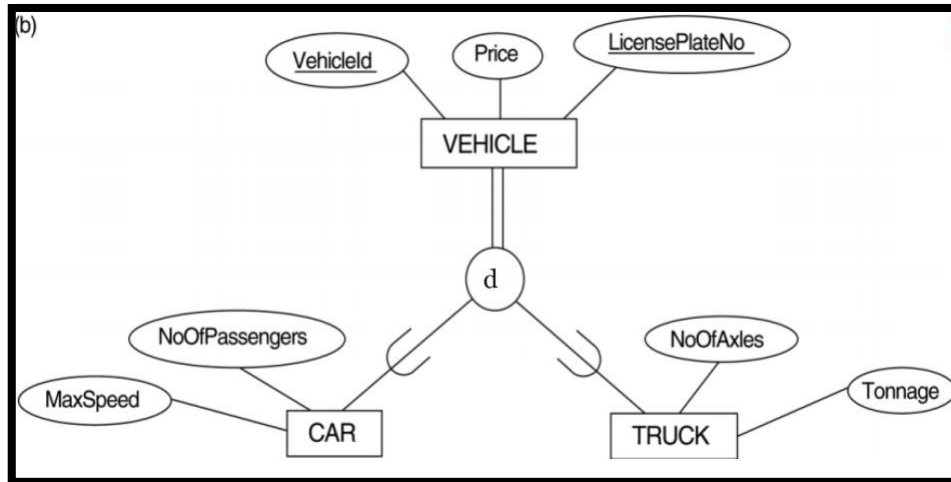 (b)
VehicleId
Price
LicensePlateNo
VEHICLE
d
NoOfPassengers
NoOfAxles
MaxSpeed
Tonnage
CAR
TRUCK